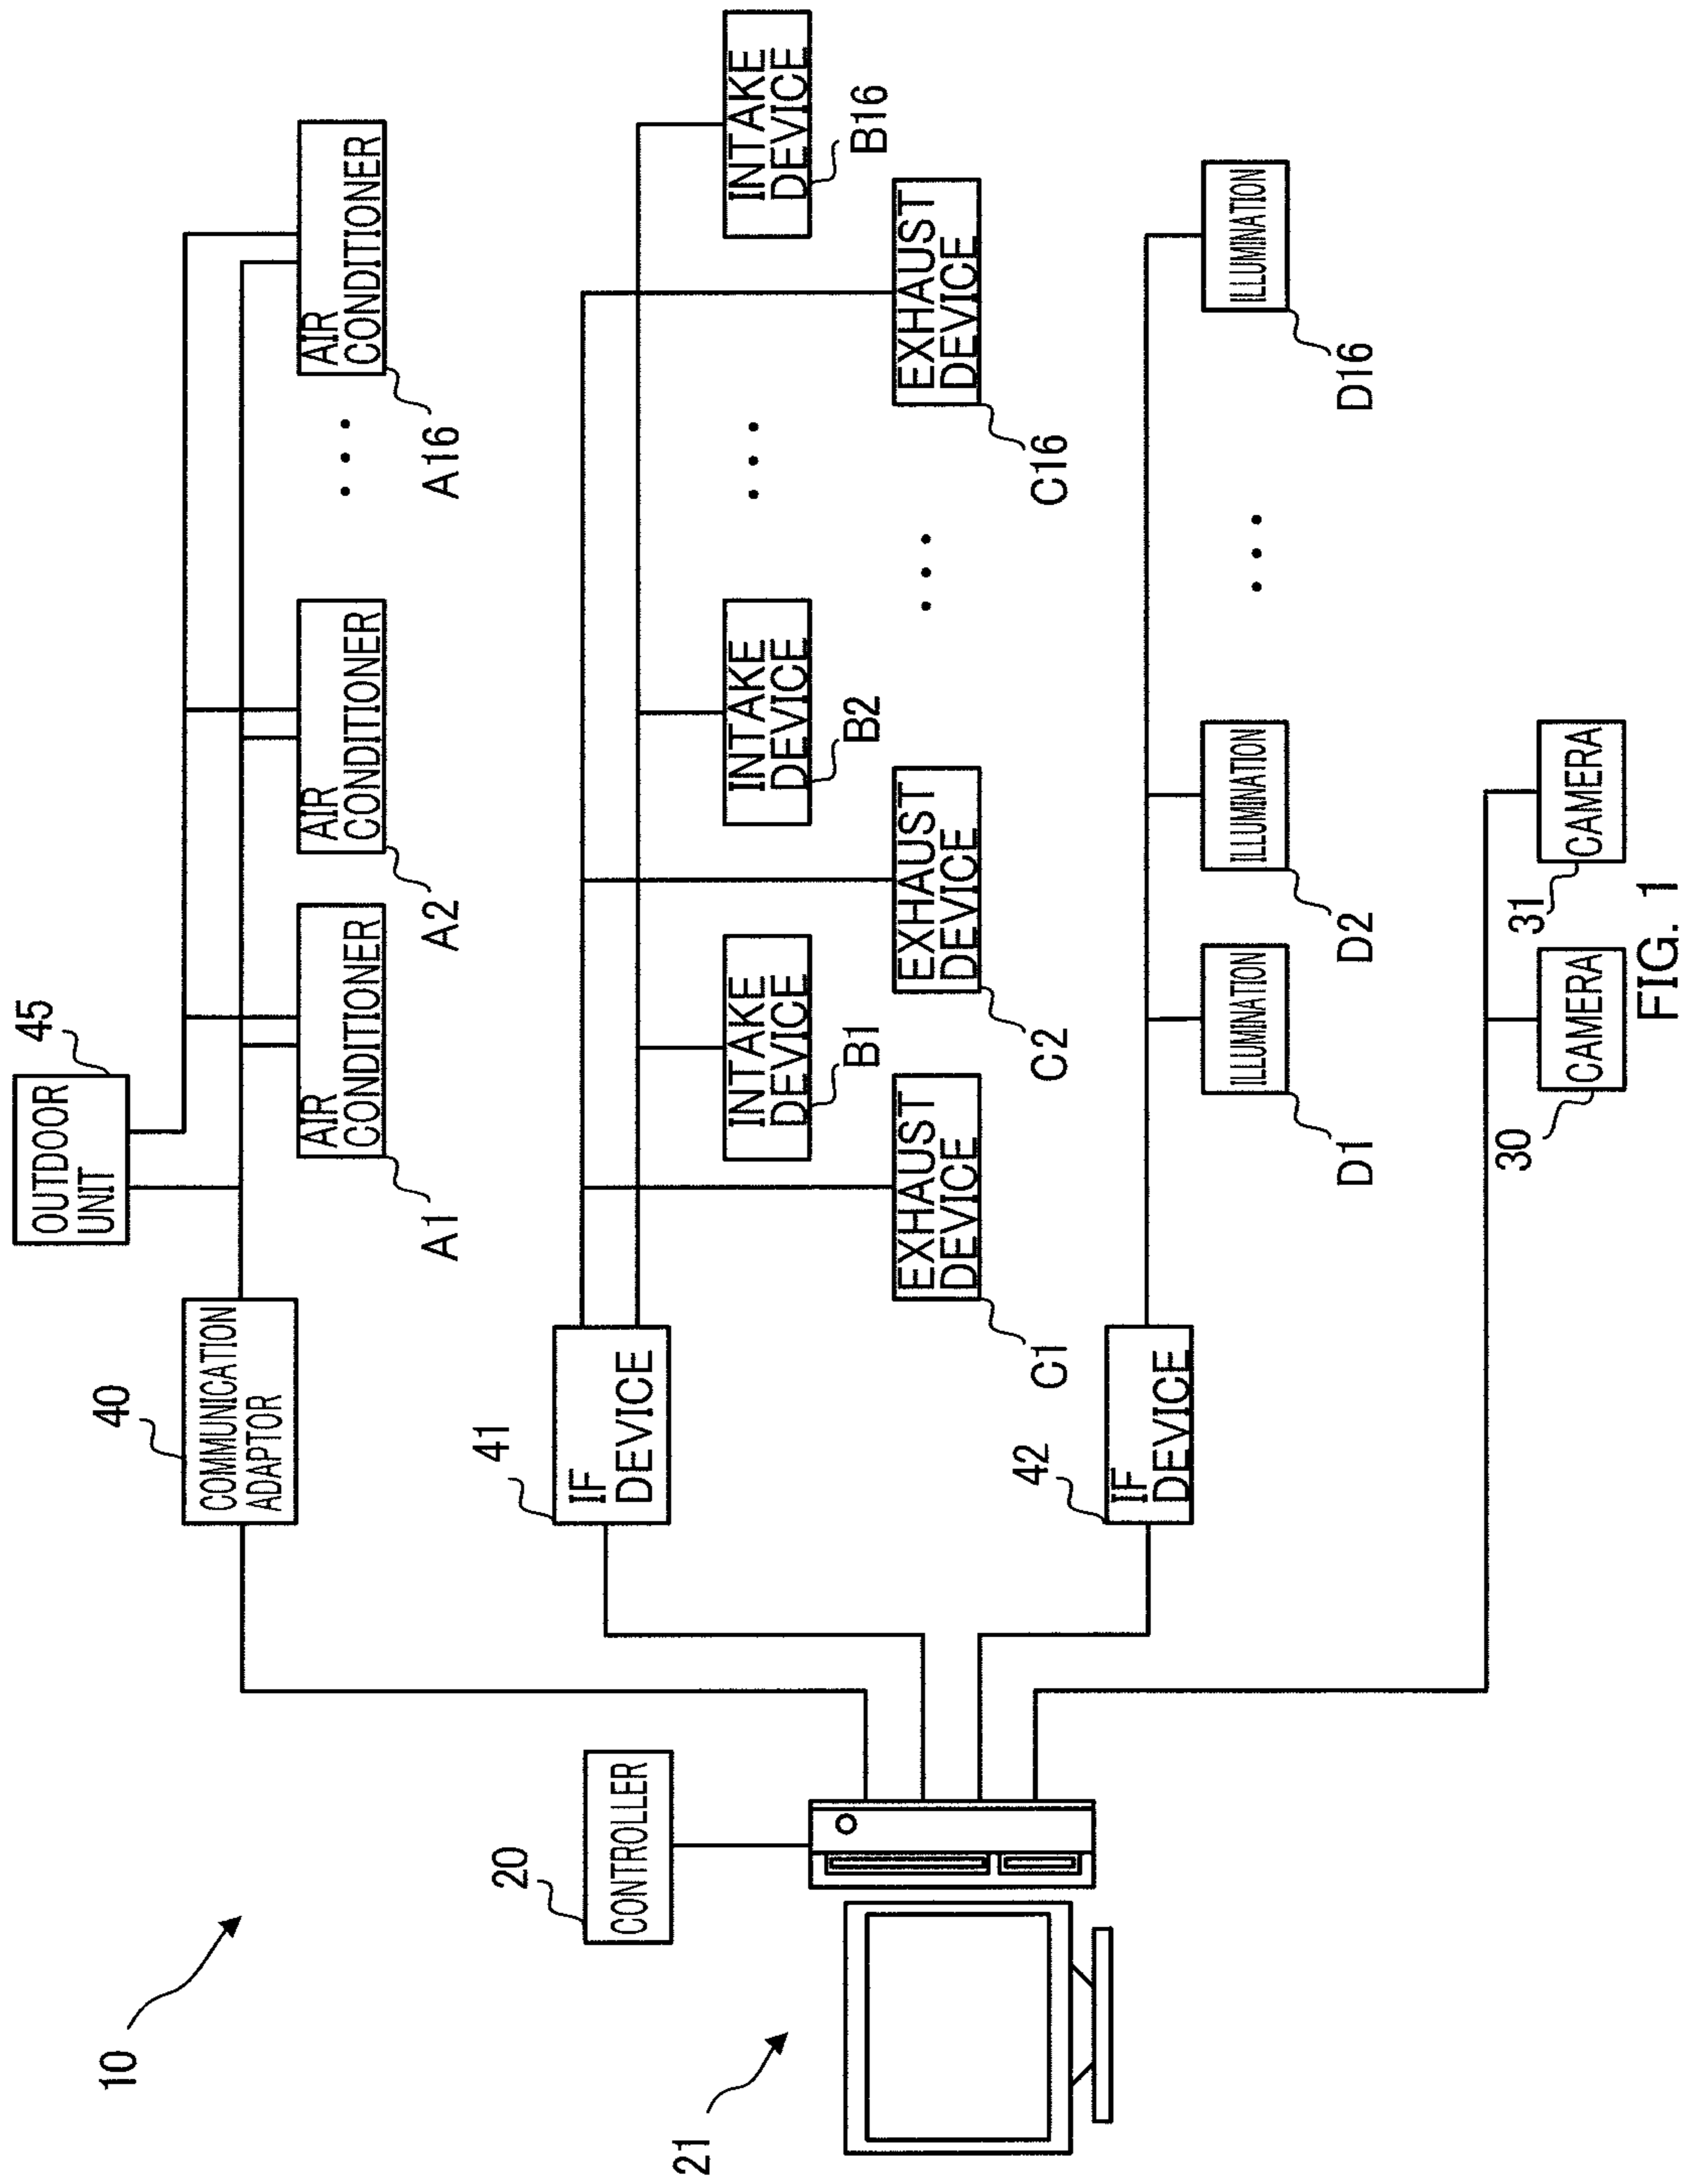 10
OUTDOOR
UNIT
45
40
COMMUNICATION
ADAPTOR
AIR
CONDITIONER
A1
AIR
CONDITIONER
A2
• • •
AIR
CONDITIONER
A16
41
IF
DEVICE
INTAKE
DEVICE
B1
INTAKE
DEVICE
B2
• • •
INTAKE
DEVICE
B16
20
CONTROLLER
21
EXHAUST
DEVICE
C1
EXHAUST
DEVICE
C2
• • •
EXHAUST
DEVICE
C16
42
IF
DEVICE
ILLUMINATION
D1
ILLUMINATION
D2
• • •
ILLUMINATION
D16
30
CAMERA
31
CAMERA
FIG. 1